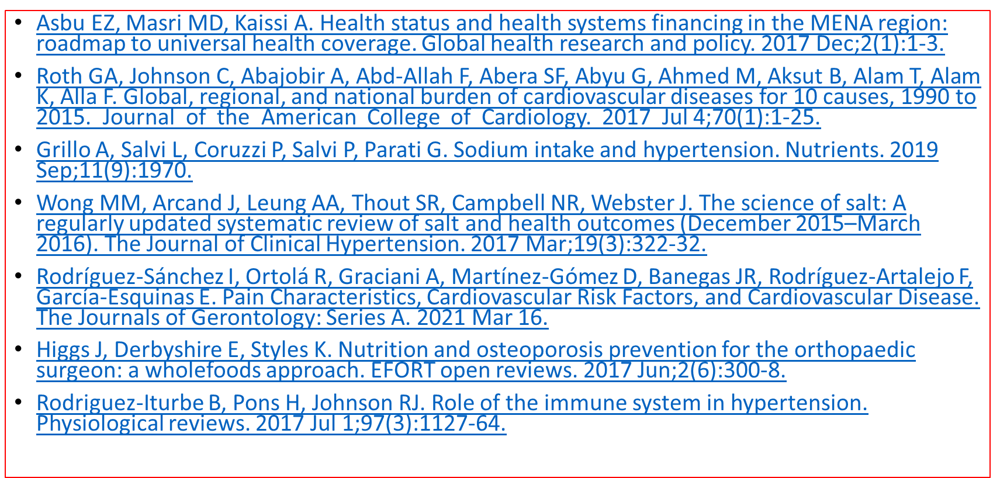 • Asbu EZ, Masri MD, Kaissi A. Health status and health systems financing in the MENA region:
roadmap to universal health coverage. Global health research and policy. 2017 Dec;2(1):1-3.
• Roth GA, Johnson C, Abajobir A, Abd-Allah F, Abera SF, Abyu G, Ahmed M, Aksut B, Alam T, Alam
K, Alla F. Global, regional, and national burden of cardiovascular diseases for 10 causes, 1990 to
2015. Journal of the American College of Cardiology. 2017 Jul 4;70(1):1-25.
• Grillo A, Salvi L, Coruzzi P, Salvi P, Parati G. Sodium intake and hypertension. Nutrients. 2019
Sep;11(9):1970.
• Wong MM, Arcand J, Leung AA, Thout SR, Campbell NR, Webster J. The science of salt: A
regularly updated systematic review of salt and health outcomes (December 2015–March
2016). The Journal of Clinical Hypertension. 2017 Mar;19(3):322-32.
• Rodríguez-Sánchez I, Ortolá R, Graciani A, Martínez-Gómez D, Banegas JR, Rodríguez-Artalejo F,
García-Esquinas E. Pain Characteristics, Cardiovascular Risk Factors, and Cardiovascular Disease.
The Journals of Gerontology: Series A. 2021 Mar 16.
• Higgs J, Derbyshire E, Styles K. Nutrition and osteoporosis prevention for the orthopaedic
surgeon: a wholefoods approach. EFORT open reviews. 2017 Jun;2(6):300-8.
• Rodriguez-Iturbe B, Pons H, Johnson RJ. Role of the immune system in hypertension.
Physiological reviews. 2017 Jul 1;97(3):1127-64.